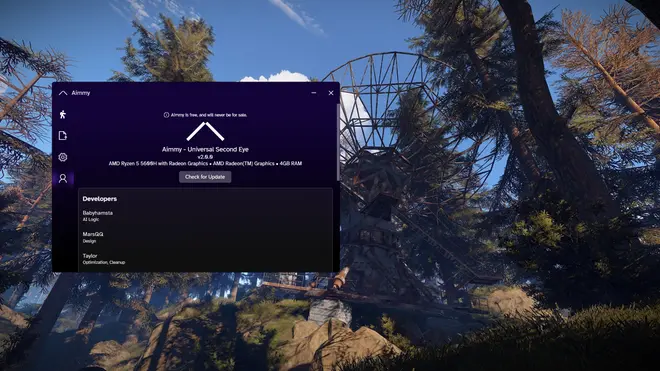 Aimmy
Aimmy is free, and will never be for sale.
Aimmy - Universal Second Eye
v2.0.0
AMD Ryzen 5 5600H with Radeon Graphics • AMD Radeon(TM) Graphics • 4GB RAM
Check for Update
Developers
Babyhamsta
AI Logic
MarsQQ
Design
Taylor
Optimization, Cleanup